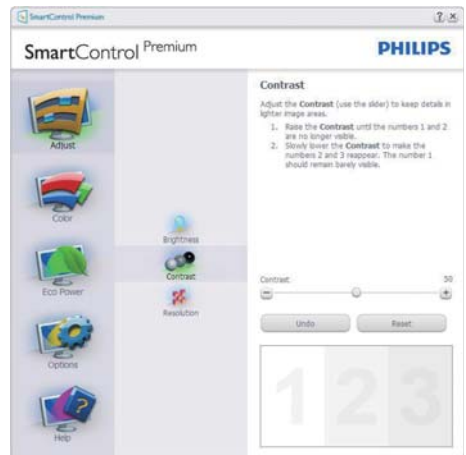 SmartControl Premium
SmartControl Premium
PHILIPS
Adjust
Color
Eco Power
Options
Help
Brightness
Contrast
Resolution
Contrast
Adjust the Contrast (use the slider) to keep details in
lighter image areas.
1. Raise the Contrast until the numbers 1 and 2
are no longer visible.
2. Slowly lower the Contrast to make the
numbers 2 and 3 reappear. The number 1
should remain barely visible.
Contrast: 50
Undo Reset
1 2 3